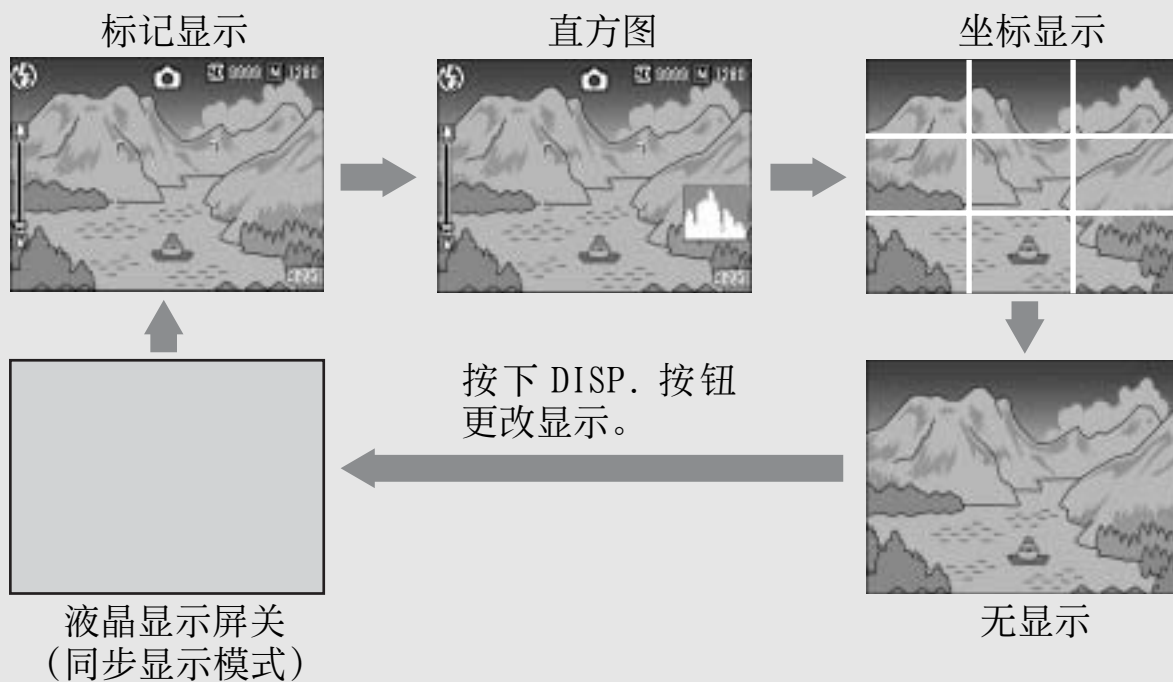 标记显示
直方图
坐标显示
按下 DISP. 按钮
更改显示。
液晶显示屏关
(同步显示模式)
无显示